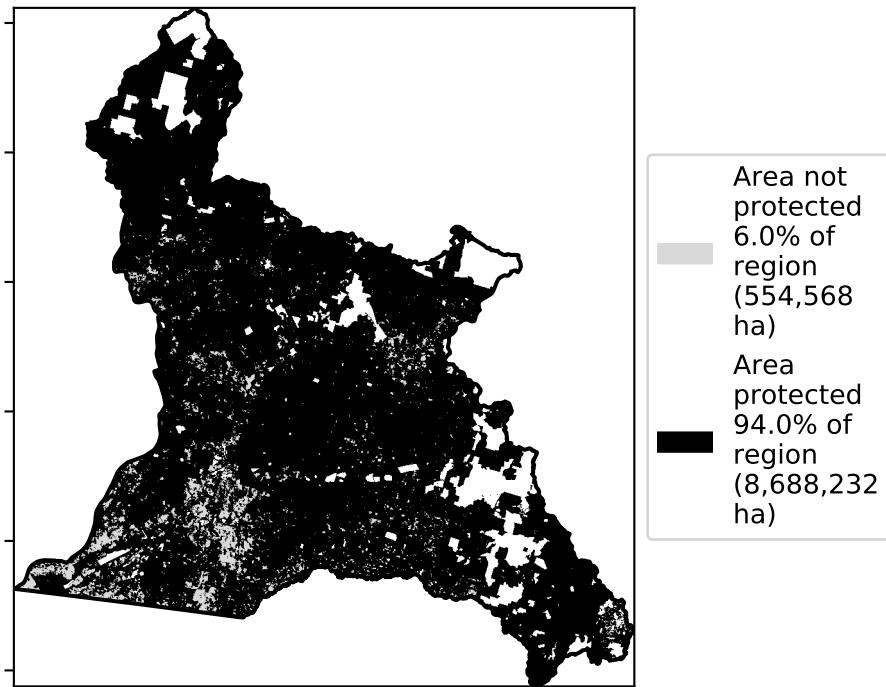 Area not
protected
6.0% of
region
(554,568
ha)
Area
protected
94.0% of
region
(8,688,232
ha)